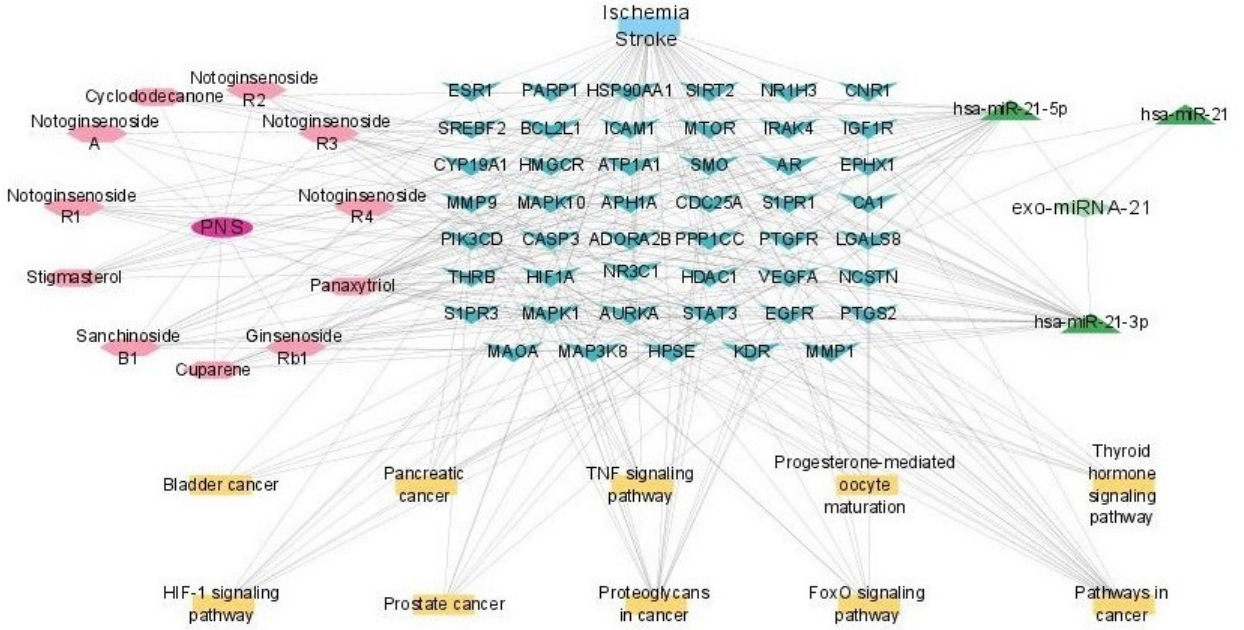 Ischemia
Stroke
Cyclododecanone
Notoginsenoside
R2
Notoginsenoside
A
Notoginsenoside
R3
Notoginsenoside
R1
Notoginsenoside
R4
PNS
Stigmasterol
Panaxytriol
Sanchinoside
B1
Ginsenoside
Rb1
Cuparene
ESR1 PARP1 HSP90AA1 SIRT2 NR1H3 CNR1
SREBF2 BCL2L1 ICAM1 MTOR IRAK4 IGF1R
CYP19A1 HMGCR ATP1A1 SMO AR EPHX1
MMP9 MAPK10 APH1A CDC25A S1PR1 CA1
PIK3CD CASP3 ADORA2B PPP1CC PTGFR LGALS8
THRB HIF1A NR3C1 HDAC1 VEGFA NCSTN
S1PR3 MAPK1 AURKA STAT3 EGFR PTGS2
MAOA MAP3K8 HPSE KDR MMP1
hsa-miR-21-5p
hsa-miR-21
exo-miRNA-21
hsa-miR-21-3p
Bladder cancer
Pancreatic
cancer
TNF signaling
pathway
Progesterone-mediated
oocyte
maturation
Thyroid
hormone
signaling
pathway
HIF-1 signaling
pathway
Prostate cancer
Proteoglycans
in cancer
FoxO signaling
pathway
Pathways in
cancer